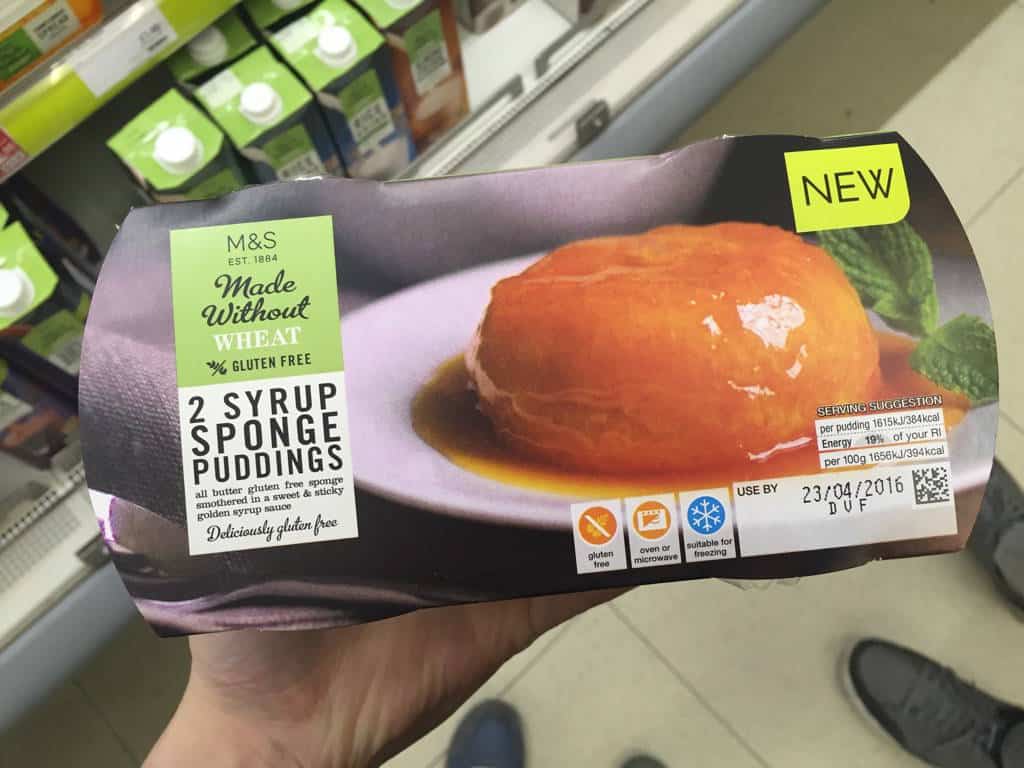 NEW
M&S
EST. 1884
Made
Without
WHEAT
GLUTEN FREE
2 SYRUP
SPONGE
PUDDINGS
all butter gluten free sponge
smothered in a sweet & sticky
golden syrup sauce
Deliciously gluten free
SERVING SUGGESTION
per pudding 1615kJ/384kcal
Energy 19% of your RI
per 100g 1656kJ/394kcal
gluten
free
oven or
microwave
suitable for
freezing
USE BY
23/04/2016
DVF